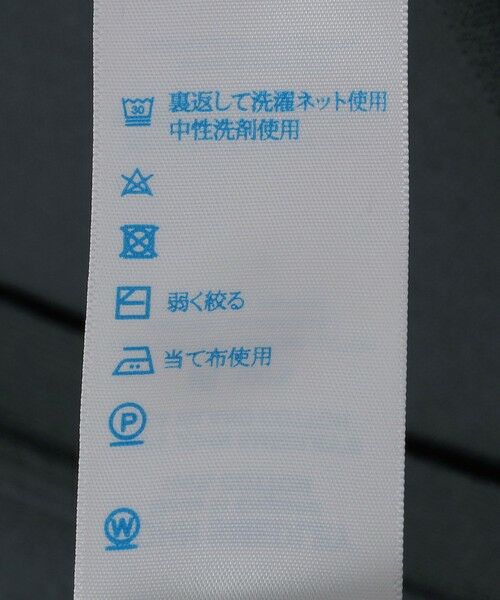 30 裏返して洗濯ネット使用
中性洗剤使用
弱く絞る
当て布使用
P
W